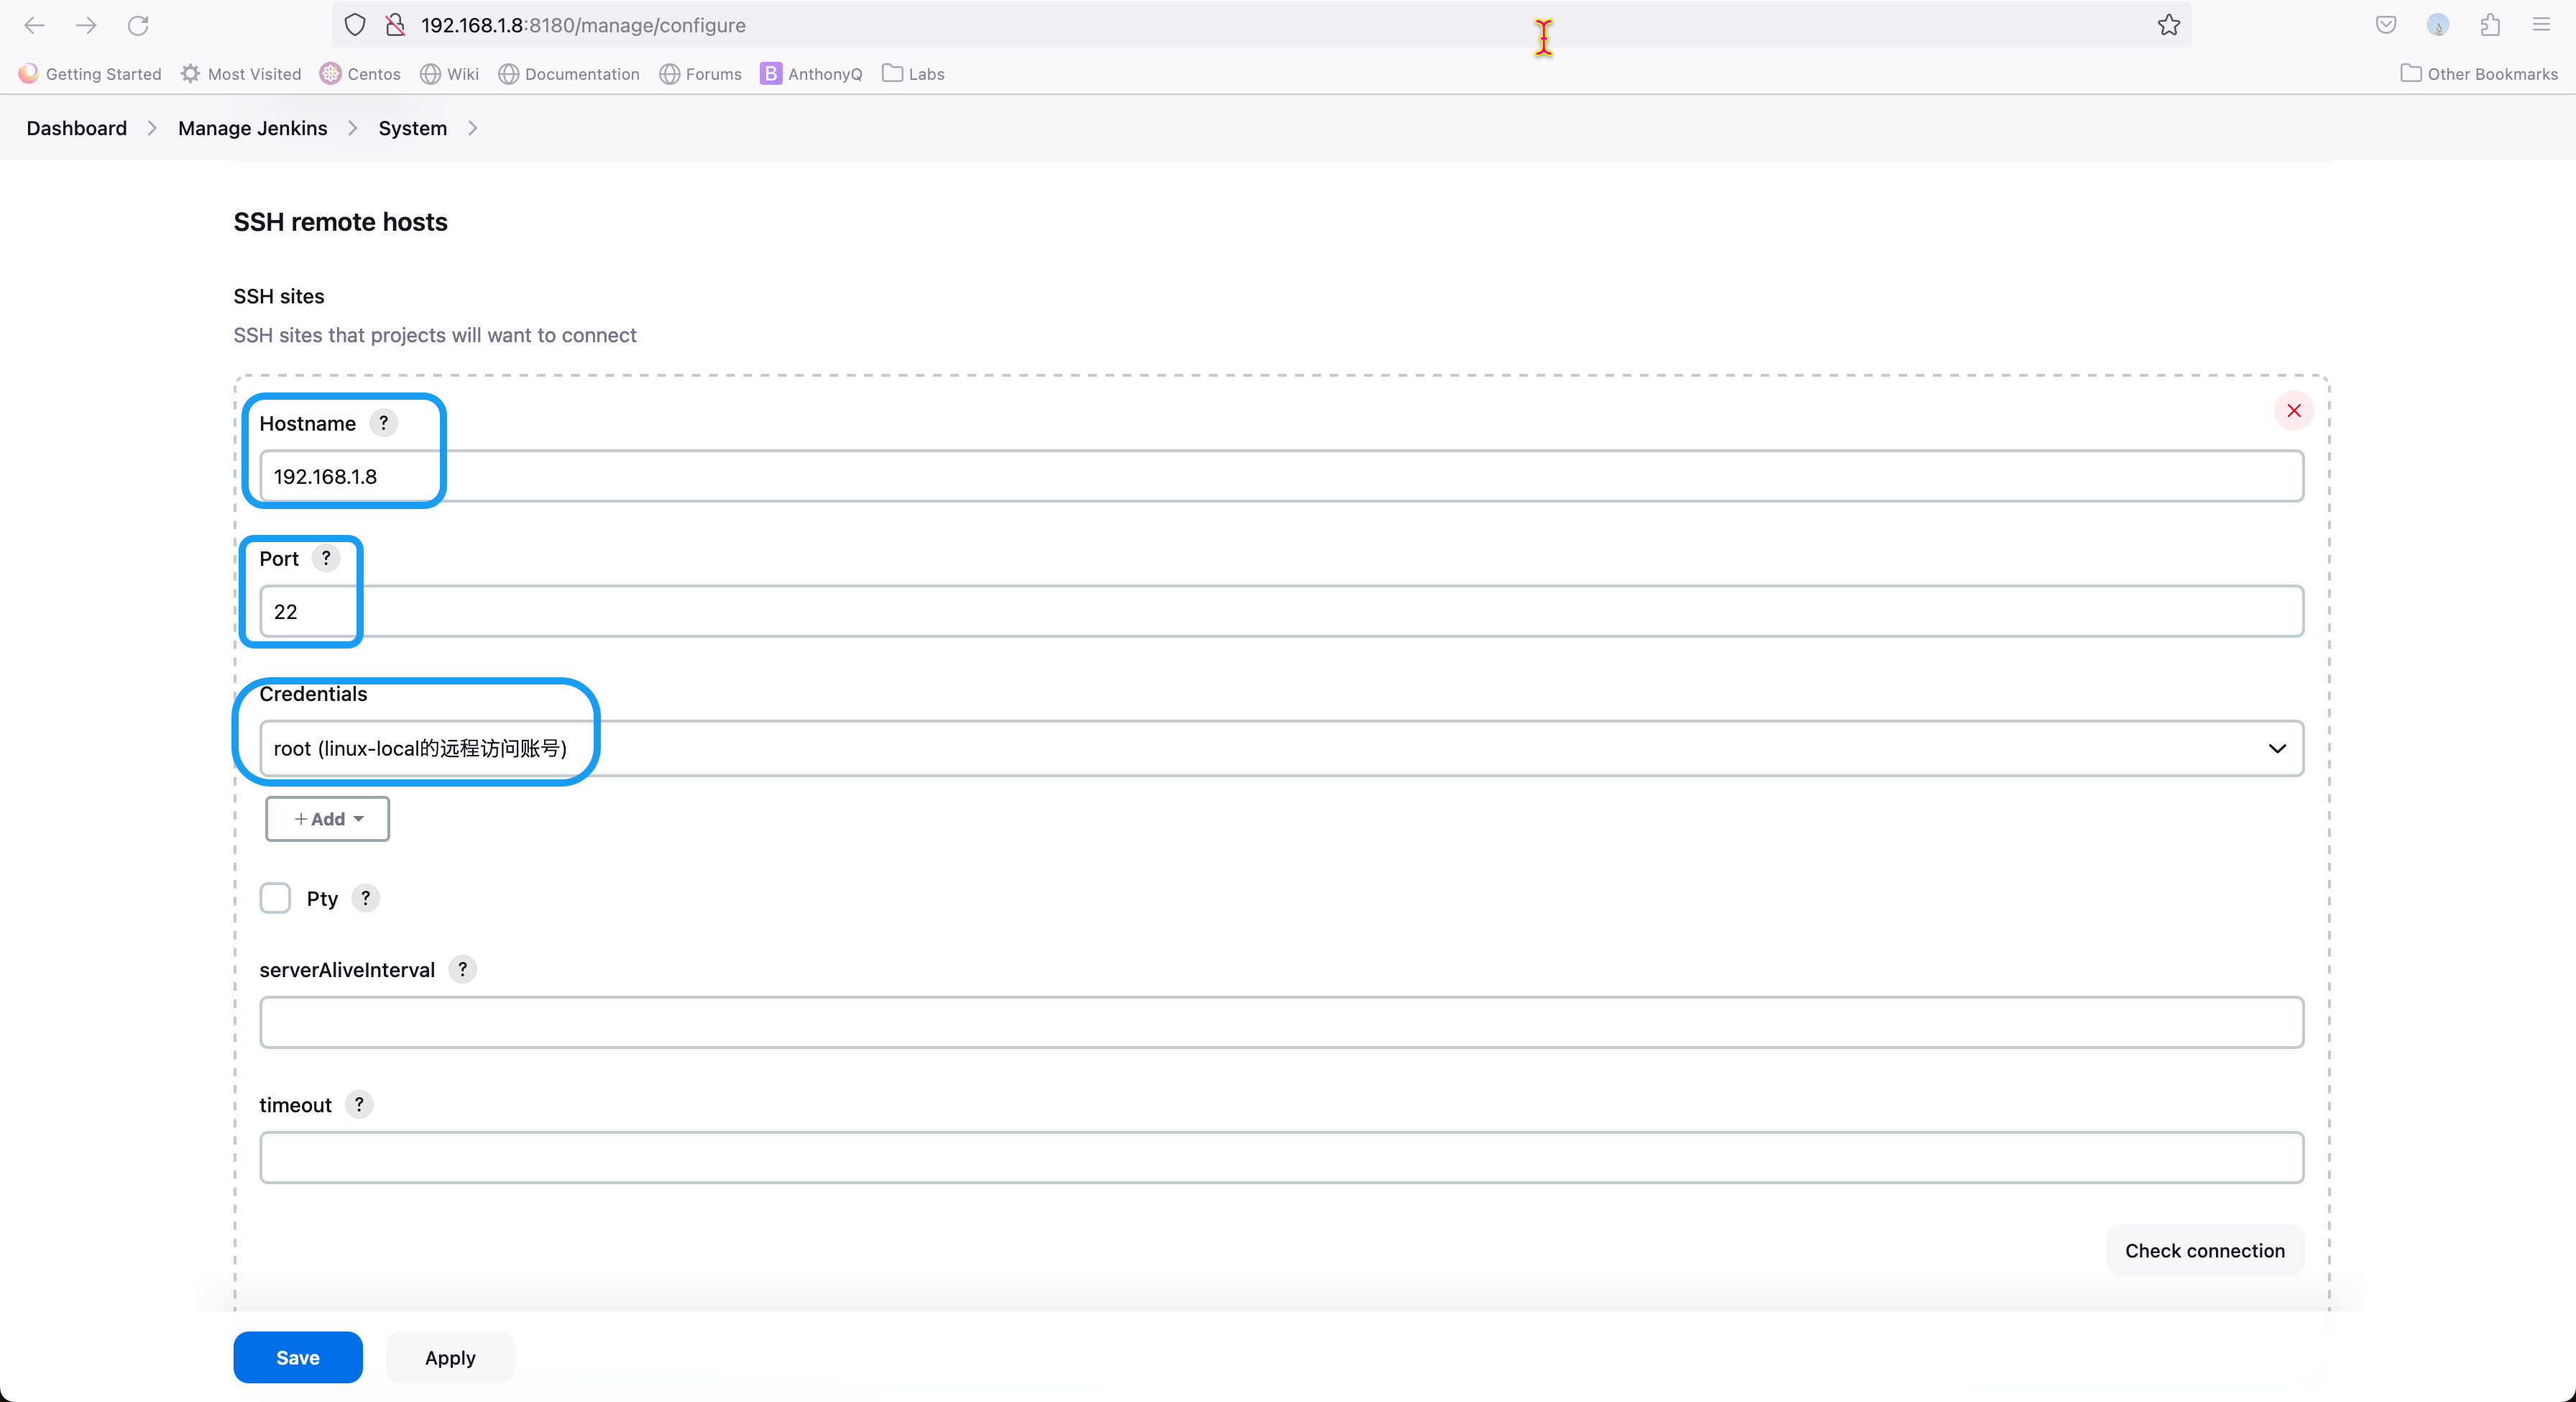 192.168.1.8:8180/manage/configure
Getting Started Most Visited Centos Wiki Documentation Forums B AnthonyQ Labs Other Bookmarks
Dashboard Manage Jenkins System
SSH remote hosts
SSH sites
SSH sites that projects will want to connect
Hostname ?
192.168.1.8
Port ?
22
Credentials
root (linux-local的远程访问账号)
+ Add
Pty ?
serverAliveInterval ?
timeout ?
Check connection
Save Apply